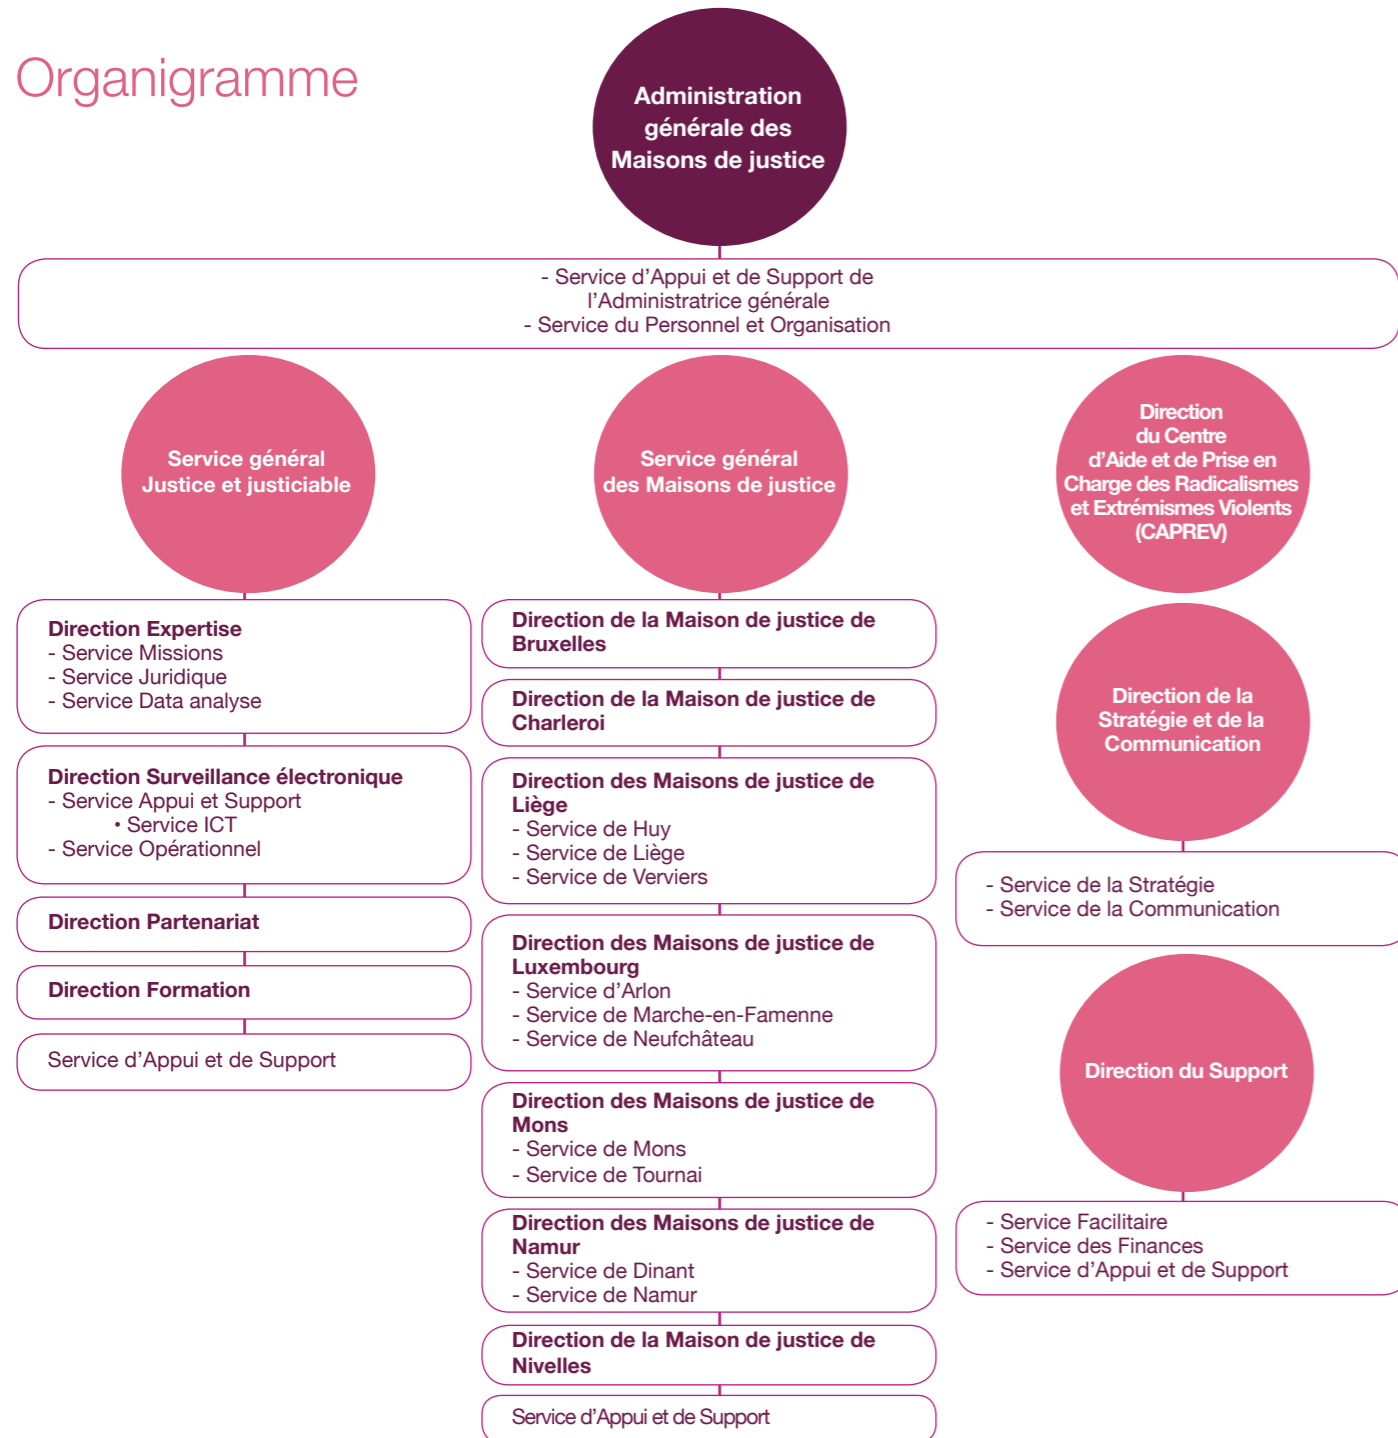 Organigramme
Administration
générale des
Maisons de justice
- Service d’Appui et de Support de
l’Administratrice générale
- Service du Personnel et Organisation
Service général
Justice et justiciable
Direction Expertise
- Service Missions
- Service Juridique
- Service Data analyse
Direction Surveillance électronique
- Service Appui et Support
• Service ICT
- Service Opérationnel
Direction Partenariat
Direction Formation
Service d’Appui et de Support
Service général
des Maisons de justice
Direction de la Maison de justice de
Bruxelles
Direction de la Maison de justice de
Charleroi
Direction des Maisons de justice de
Liège
- Service de Huy
- Service de Liège
- Service de Verviers
Direction des Maisons de justice de
Luxembourg
- Service d’Arlon
- Service de Marche-en-Famenne
- Service de Neufchâteau
Direction des Maisons de justice de
Mons
- Service de Mons
- Service de Tournai
Direction des Maisons de justice de
Namur
- Service de Dinant
- Service de Namur
Direction de la Maison de justice de
Nivelles
Service d’Appui et de Support
Direction
du Centre
d’Aide et de Prise en
Charge des Radicalismes
et Extrémismes Violents
(CAPREV)
Direction de la
Stratégie et de la
Communication
- Service de la Stratégie
- Service de la Communication
Direction du Support
- Service Facilitaire
- Service des Finances
- Service d’Appui et de Support